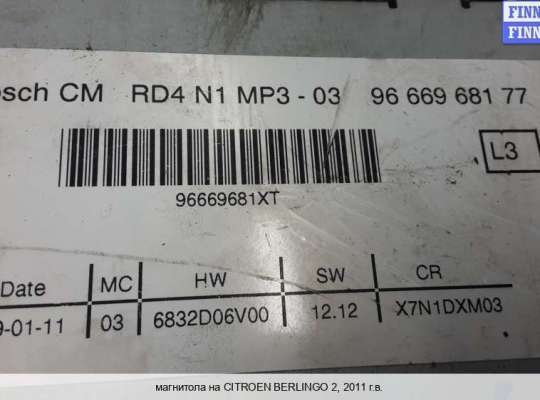 FINN
FINN
osch CM RD4 N1 MP3 - 03 96 669 681 77
L3
96669681XT
Date MC HW SW CR
9-01-11 03 6832D06V00 12.12 X7N1DXM03
магнитола на CITROEN BERLINGO 2, 2011 г.в.